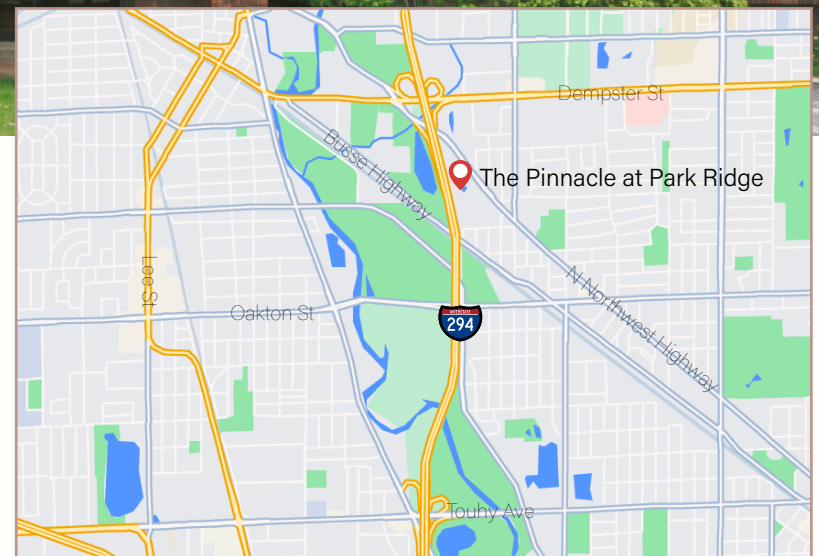 Dempster St
Busse Highway
The Pinnacle at Park Ridge
Lee St
N Northwest Highway
Oakton St
INTERSTATE
294
Touhy Ave